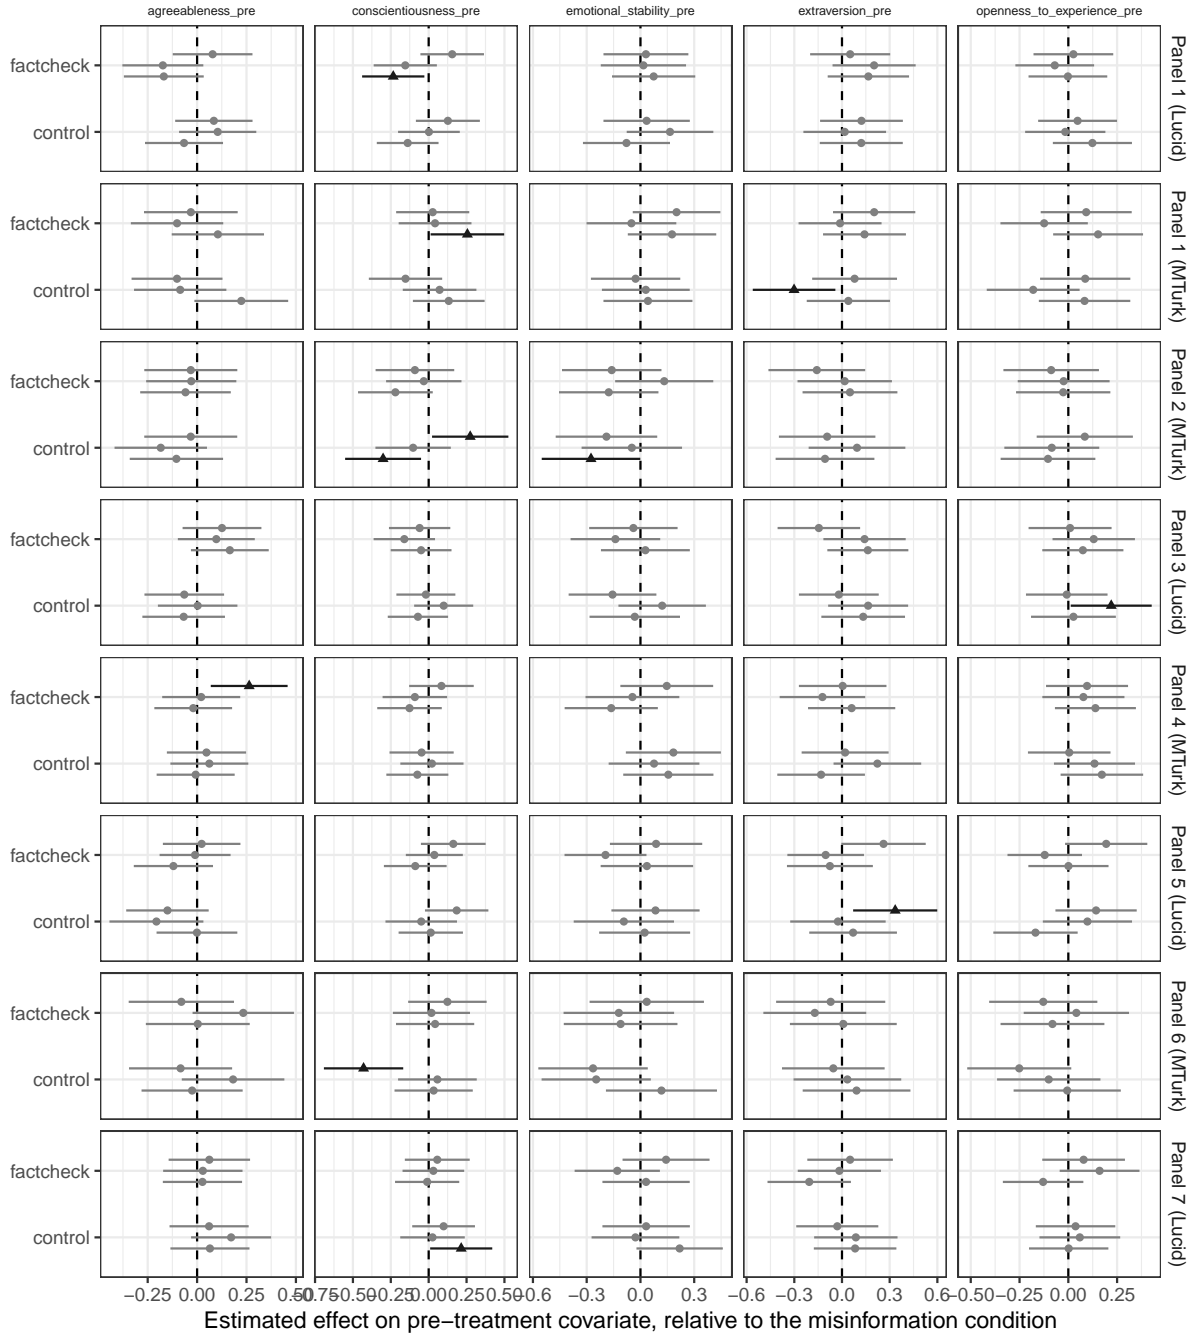 agreeableness_pre conscientiousness_pre emotional_stability_pre extraversion_pre openness_to_experience_pre
factcheck
control
Panel 1 (Lucid)
factcheck
control
Panel 1 (MTurk)
factcheck
control
Panel 2 (MTurk)
factcheck
control
Panel 3 (Lucid)
factcheck
control
Panel 4 (MTurk)
factcheck
control
Panel 5 (Lucid)
factcheck
control
Panel 6 (MTurk)
factcheck
control
Panel 7 (Lucid)
−0.25 0.00 0.25 0.50 −0.75 −0.50 −0.25 0.00 0.25 0.50 −0.6 −0.3 0.0 0.3 −0.6 −0.3 0.0 0.3 0.6 −0.50 −0.25 0.00 0.25
Estimated effect on pre−treatment covariate, relative to the misinformation condition